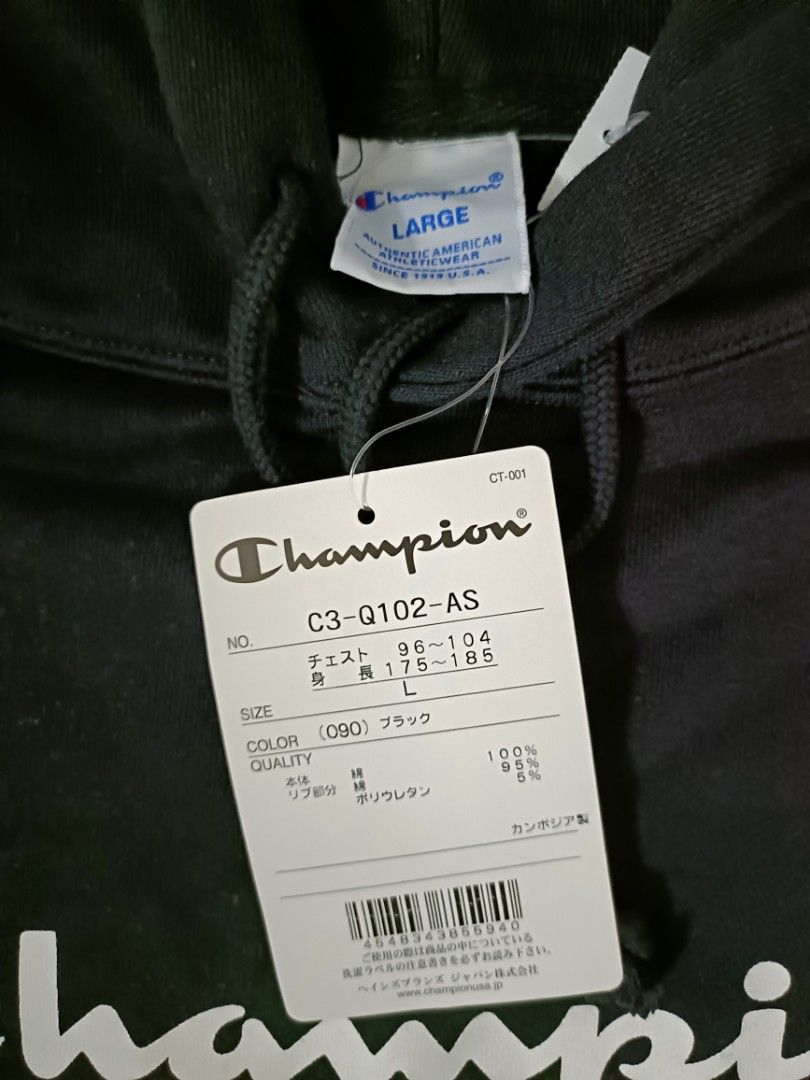 Champion®
LARGE
AUTHENTIC AMERICAN
ATHLETICWEAR
SINCE 1919 U.S.A.
CT-001
Champion®
NO. C3-Q102-AS
チェスト 96～104
身長 175～185
SIZE L
COLOR (090) ブラック
QUALITY
本体 綿 100%
リブ部分 綿 95%
ポリウレタン 5%
カンボジア製
4548343856940
ご使用の際は商品の中についている
洗濯ラベルの注意書きを必ずお読み下さい。
ヘインズブランズ ジャパン株式会社
www.championusa.jp
Champi